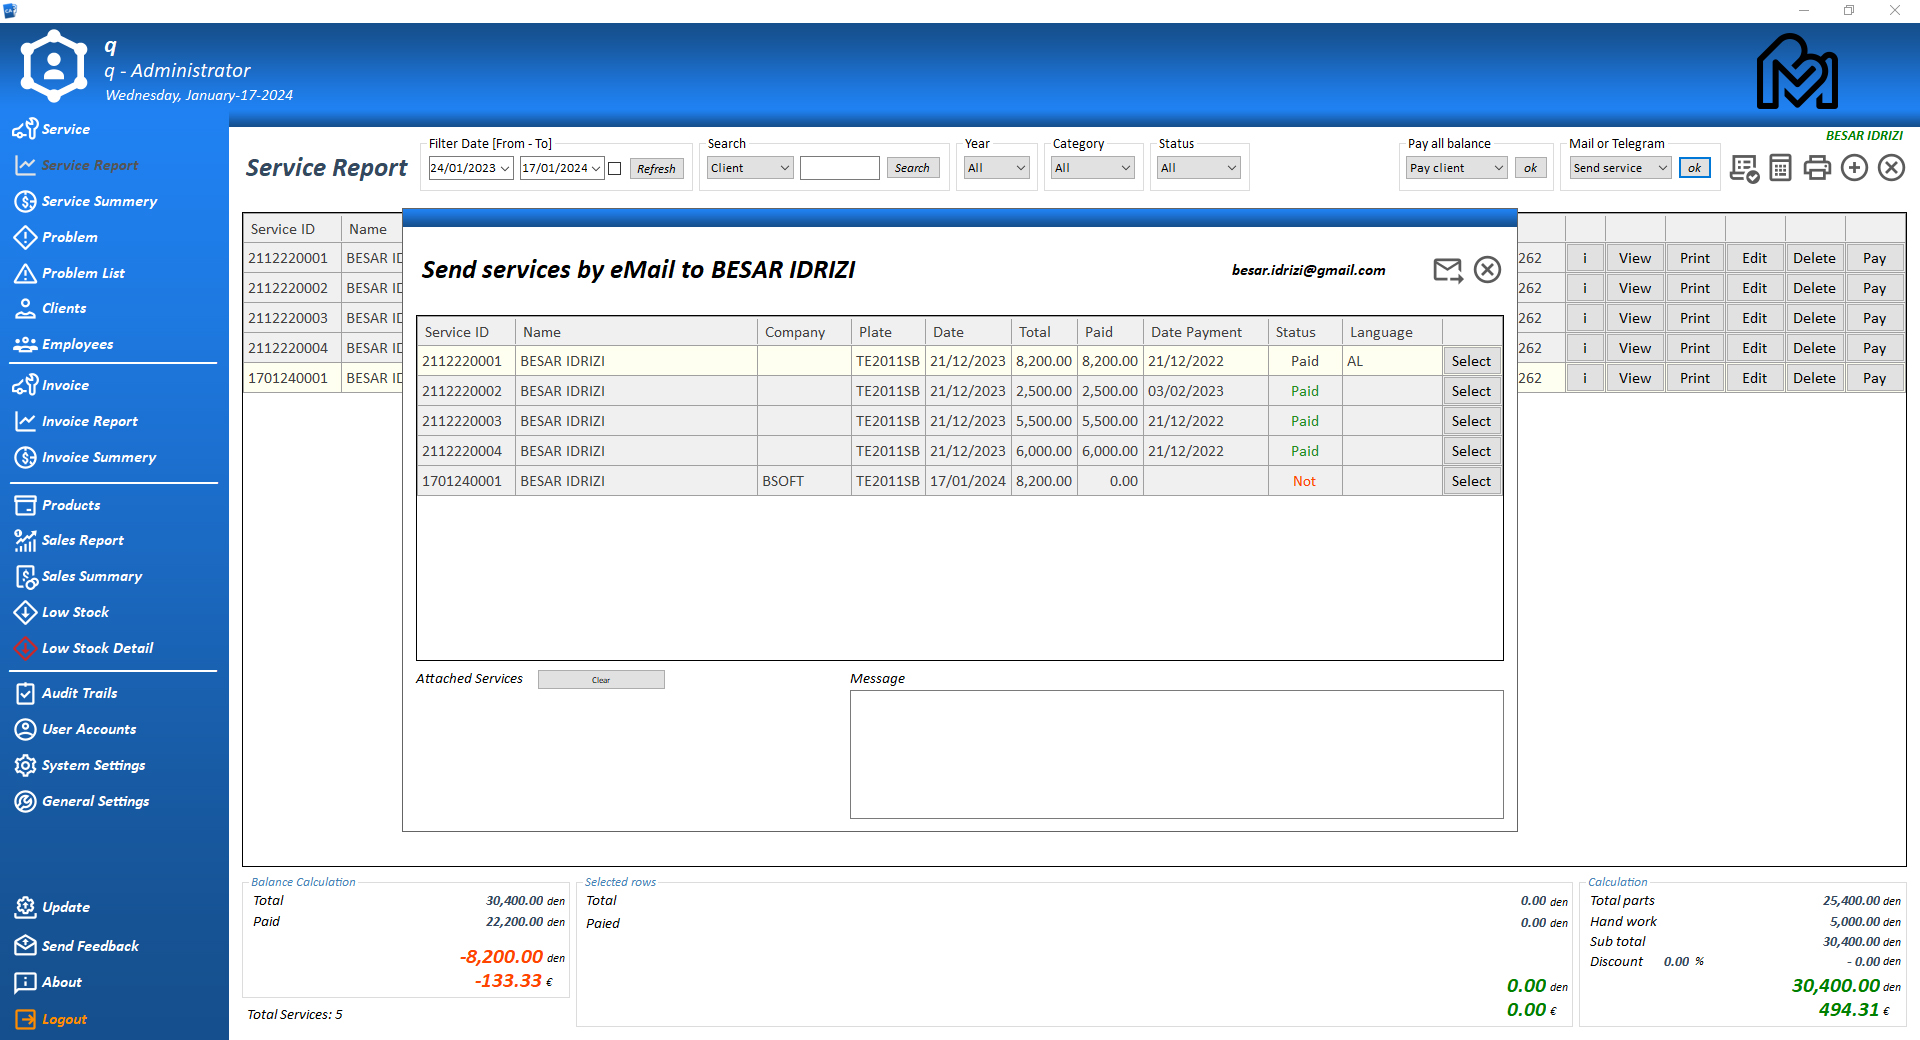 q
q - Administrator
Wednesday, January-17-2024
Service
Service Report
Service Summery
Problem
Problem List
Clients
Employees
Invoice
Invoice Report
Invoice Summery
Products
Sales Report
Sales Summary
Low Stock
Low Stock Detail
Audit Trails
User Accounts
System Settings
General Settings
Update
Send Feedback
About
Logout
BESAR IDRIZI
Service Report
Filter Date [From - To]
24/01/2023 17/01/2024 Refresh
Search
Client Search
Year
All
Category
All
Status
All
Pay all balance
Pay client ok
Mail or Telegram
Send service ok
Service ID Name
2112220001 BESAR ID 262 i View Print Edit Delete Pay
2112220002 BESAR ID 262 i View Print Edit Delete Pay
2112220003 BESAR ID 262 i View Print Edit Delete Pay
2112220004 BESAR ID 262 i View Print Edit Delete Pay
1701240001 BESAR ID 262 i View Print Edit Delete Pay
Send services by eMail to BESAR IDRIZI besar.idrizi@gmail.com
Service ID Name Company Plate Date Total Paid Date Payment Status Language
2112220001 BESAR IDRIZI TE2011SB 21/12/2023 8,200.00 8,200.00 21/12/2022 Paid AL Select
2112220002 BESAR IDRIZI TE2011SB 21/12/2023 2,500.00 2,500.00 03/02/2023 Paid Select
2112220003 BESAR IDRIZI TE2011SB 21/12/2023 5,500.00 5,500.00 21/12/2022 Paid Select
2112220004 BESAR IDRIZI TE2011SB 21/12/2023 6,000.00 6,000.00 21/12/2022 Paid Select
1701240001 BESAR IDRIZI BSOFT TE2011SB 17/01/2024 8,200.00 0.00 Not Select
Attached Services Clear Message
Balance Calculation
Total 30,400.00 den
Paid 22,200.00 den
-8,200.00 den
-133.33 €
Total Services: 5
Selected rows
Total 0.00 den
Paied 0.00 den
0.00 den
0.00 €
Calculation
Total parts 25,400.00 den
Hand work 5,000.00 den
Sub total 30,400.00 den
Discount 0.00 % - 0.00 den
30,400.00 den
494.31 €